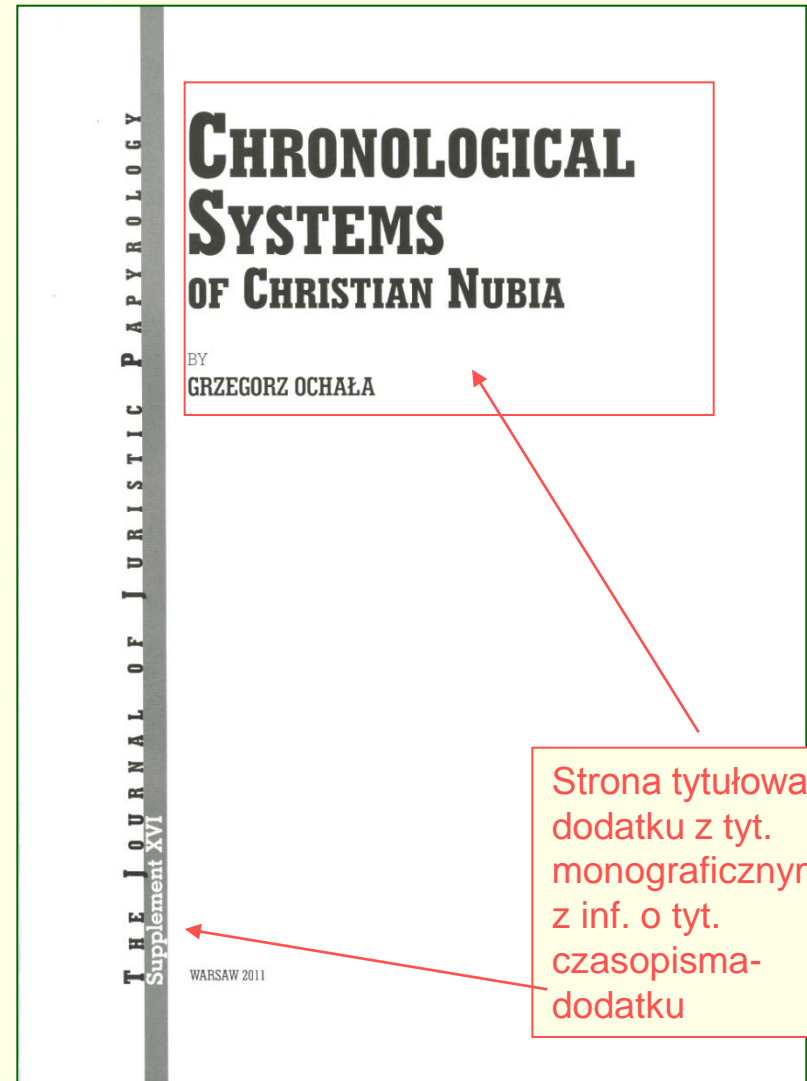 THE JOURNAL OF JURISTIC PAPYROLOGY
Supplement XVI
CHRONOLOGICAL
SYSTEMS
OF CHRISTIAN NUBIA
BY
GRZEGORZ OCHAŁA
WARSAW 2011
Strona tytułowa
dodatku z tyt.
monograficznym
z inf. o tyt.
czasopisma-
dodatku